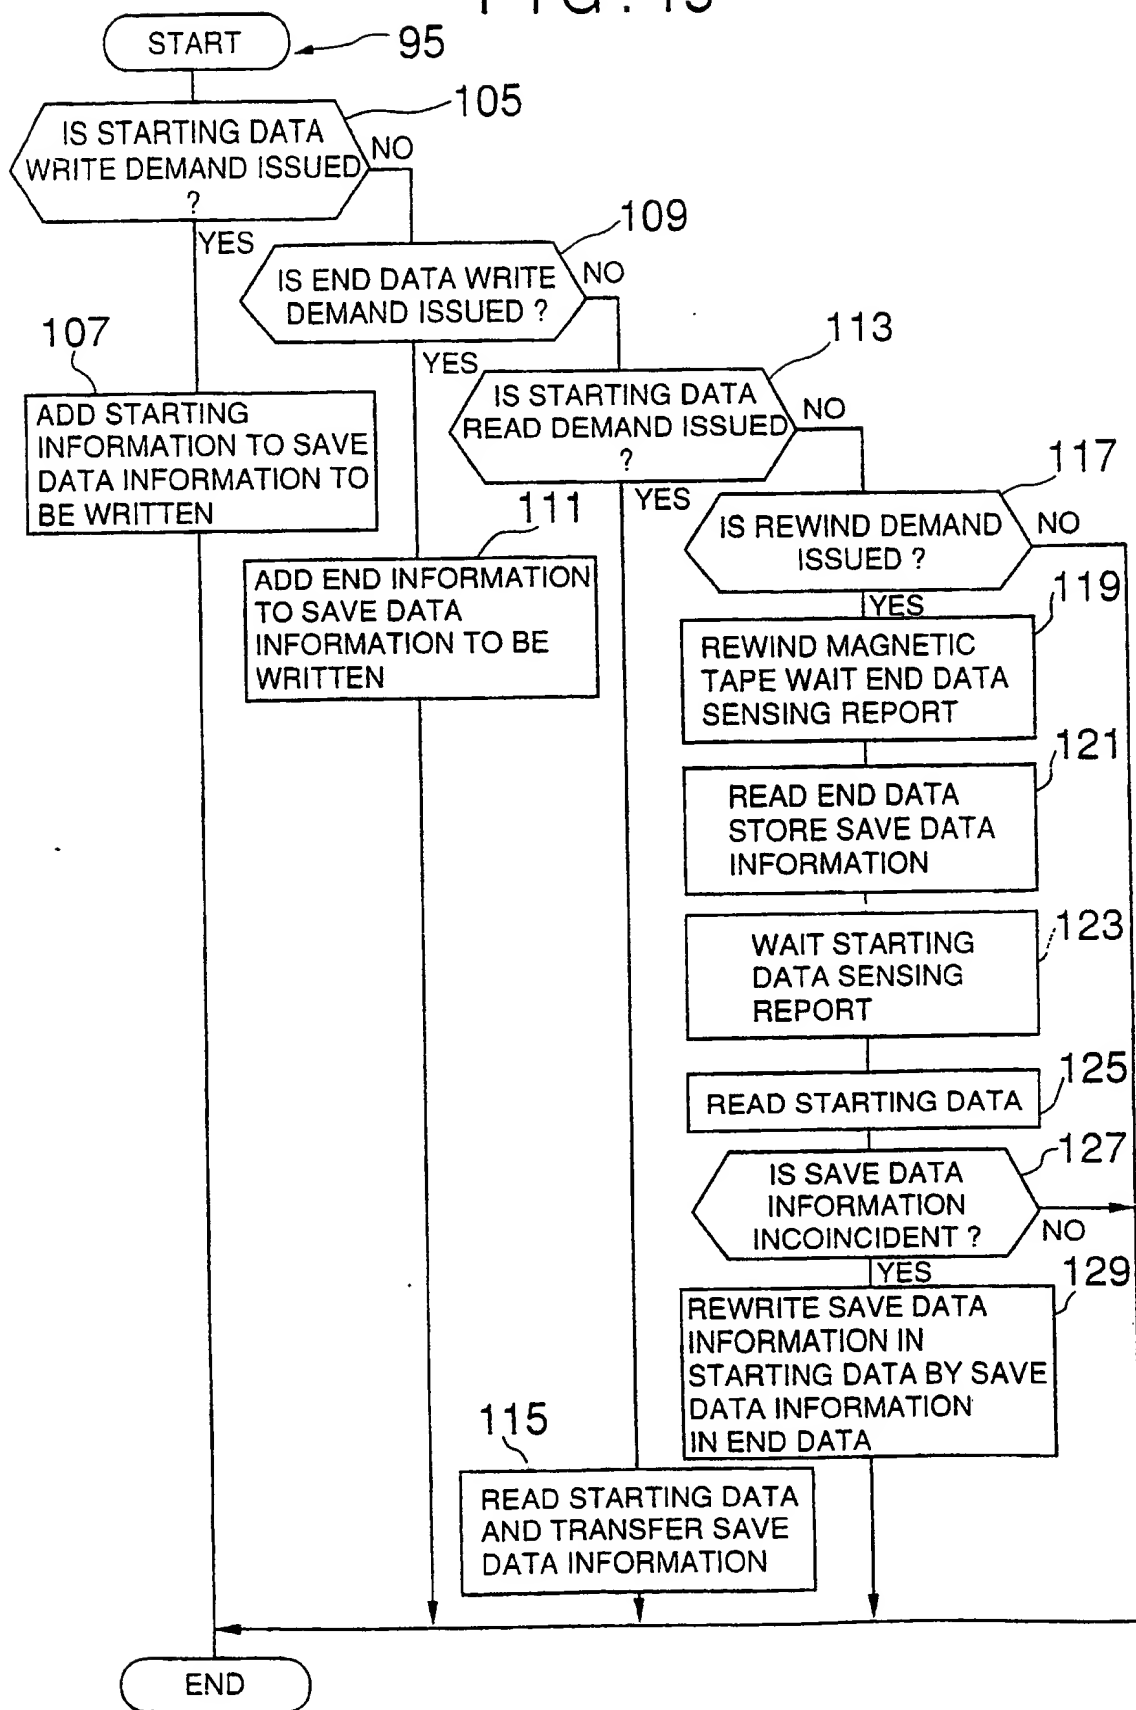 START
95
105
IS STARTING DATA
WRITE DEMAND ISSUED
?
NO
YES
109
IS END DATA WRITE
DEMAND ISSUED ?
NO
YES
107
ADD STARTING
INFORMATION TO SAVE
DATA INFORMATION TO
BE WRITTEN
113
IS STARTING DATA
READ DEMAND ISSUED
?
NO
YES
111
ADD END INFORMATION
TO SAVE DATA
INFORMATION TO BE
WRITTEN
117
IS REWIND DEMAND
ISSUED ?
NO
YES
119
REWIND MAGNETIC
TAPE WAIT END DATA
SENSING REPORT
121
READ END DATA
STORE SAVE DATA
INFORMATION
123
WAIT STARTING
DATA SENSING
REPORT
125
READ STARTING DATA
127
IS SAVE DATA
INFORMATION
INCOINCIDENT ?
NO
YES
129
REWRITE SAVE DATA
INFORMATION IN
STARTING DATA BY SAVE
DATA INFORMATION
IN END DATA
115
READ STARTING DATA
AND TRANSFER SAVE
DATA INFORMATION
END